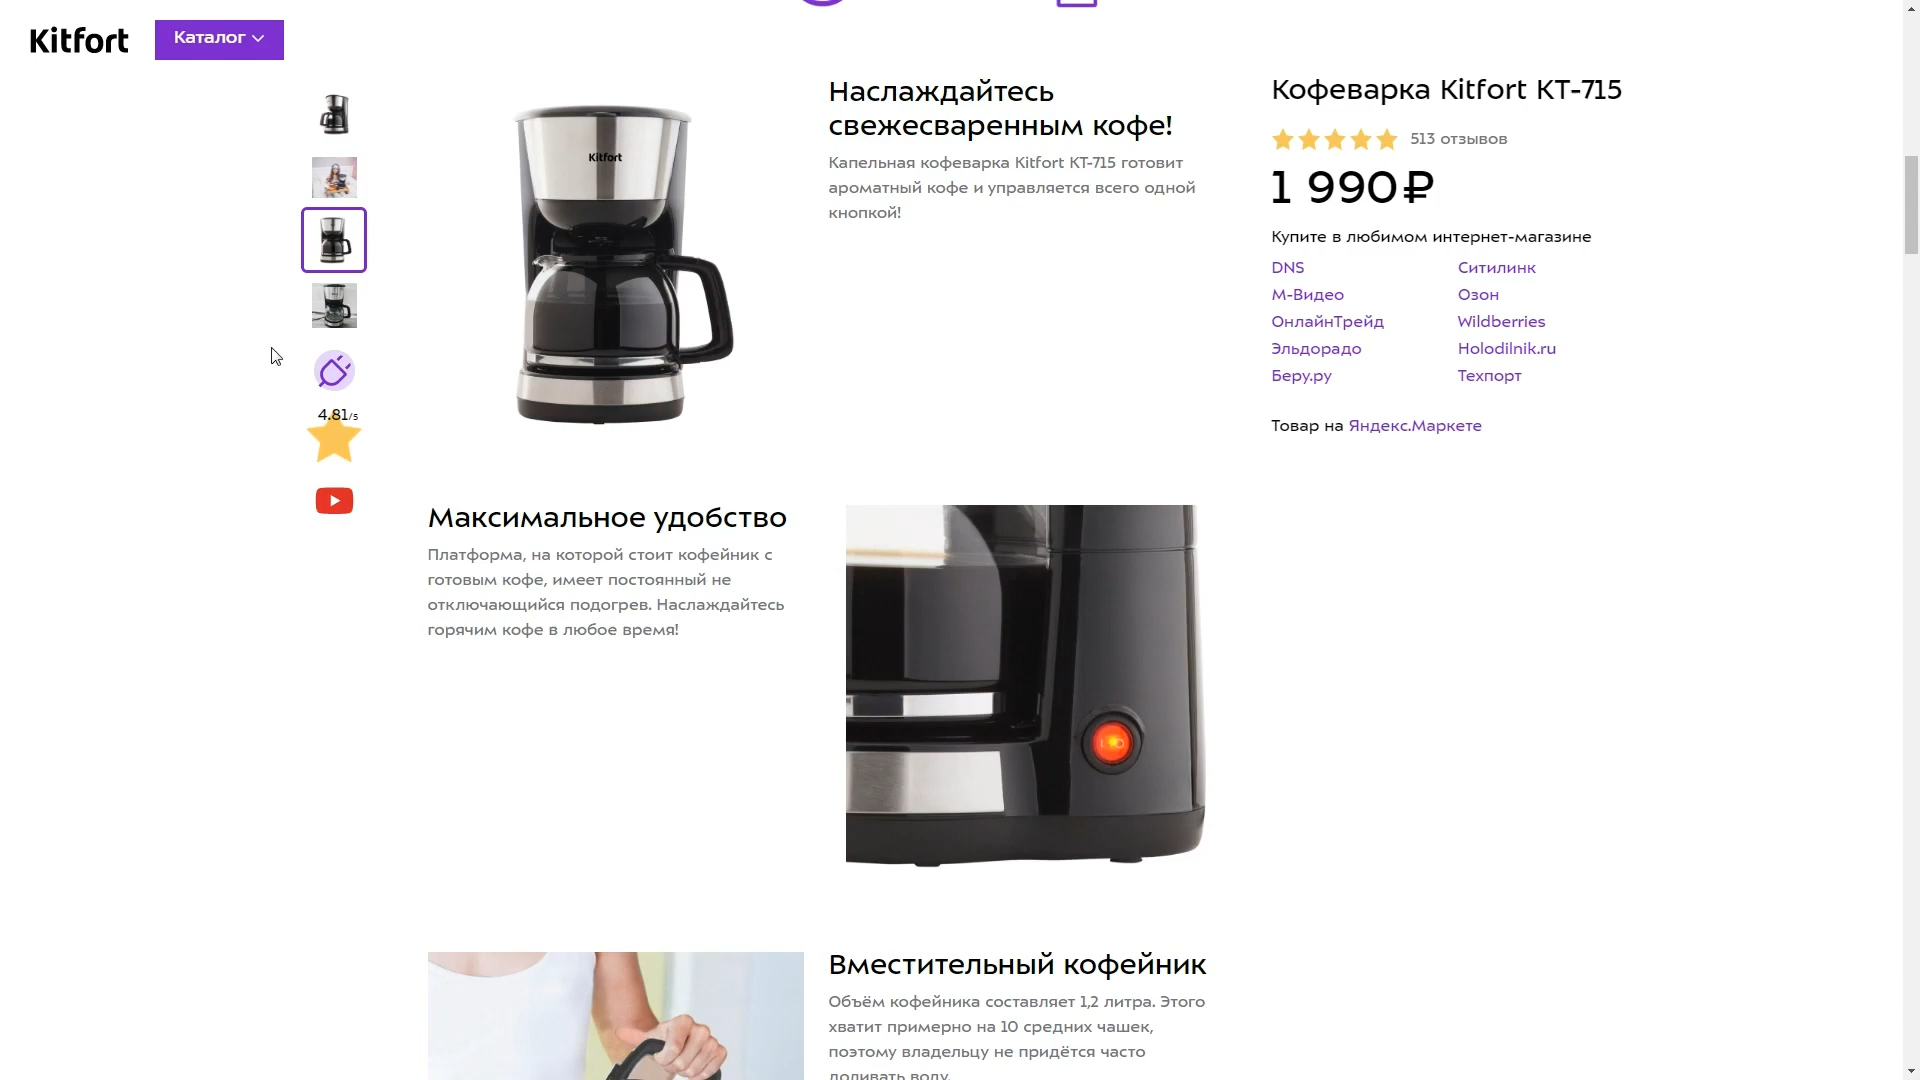 Kitfort
Каталог
Kitfort
Наслаждайтесь
свежесваренным кофе!
Капельная кофеварка Kitfort KT-715 готовит
ароматный кофе и управляется всего одной
кнопкой!
Кофеварка Kitfort KT-715
513 отзывов
1 990₽
Купите в любимом интернет-магазине
DNS
Ситилинк
М-Видео
Озон
ОнлайнТрейд
Wildberries
Эльдорадо
Holodilnik.ru
Беру.ру
Техпорт
Товар на Яндекс.Маркете
4.81/5
Максимальное удобство
Платформа, на которой стоит кофейник с
готовым кофе, имеет постоянный не
отключающийся подогрев. Наслаждайтесь
горячим кофе в любое время!
Вместительный кофейник
Объём кофейника составляет 1,2 литра. Этого
хватит примерно на 10 средних чашек,
поэтому владельцу не придётся часто
доливать воду.